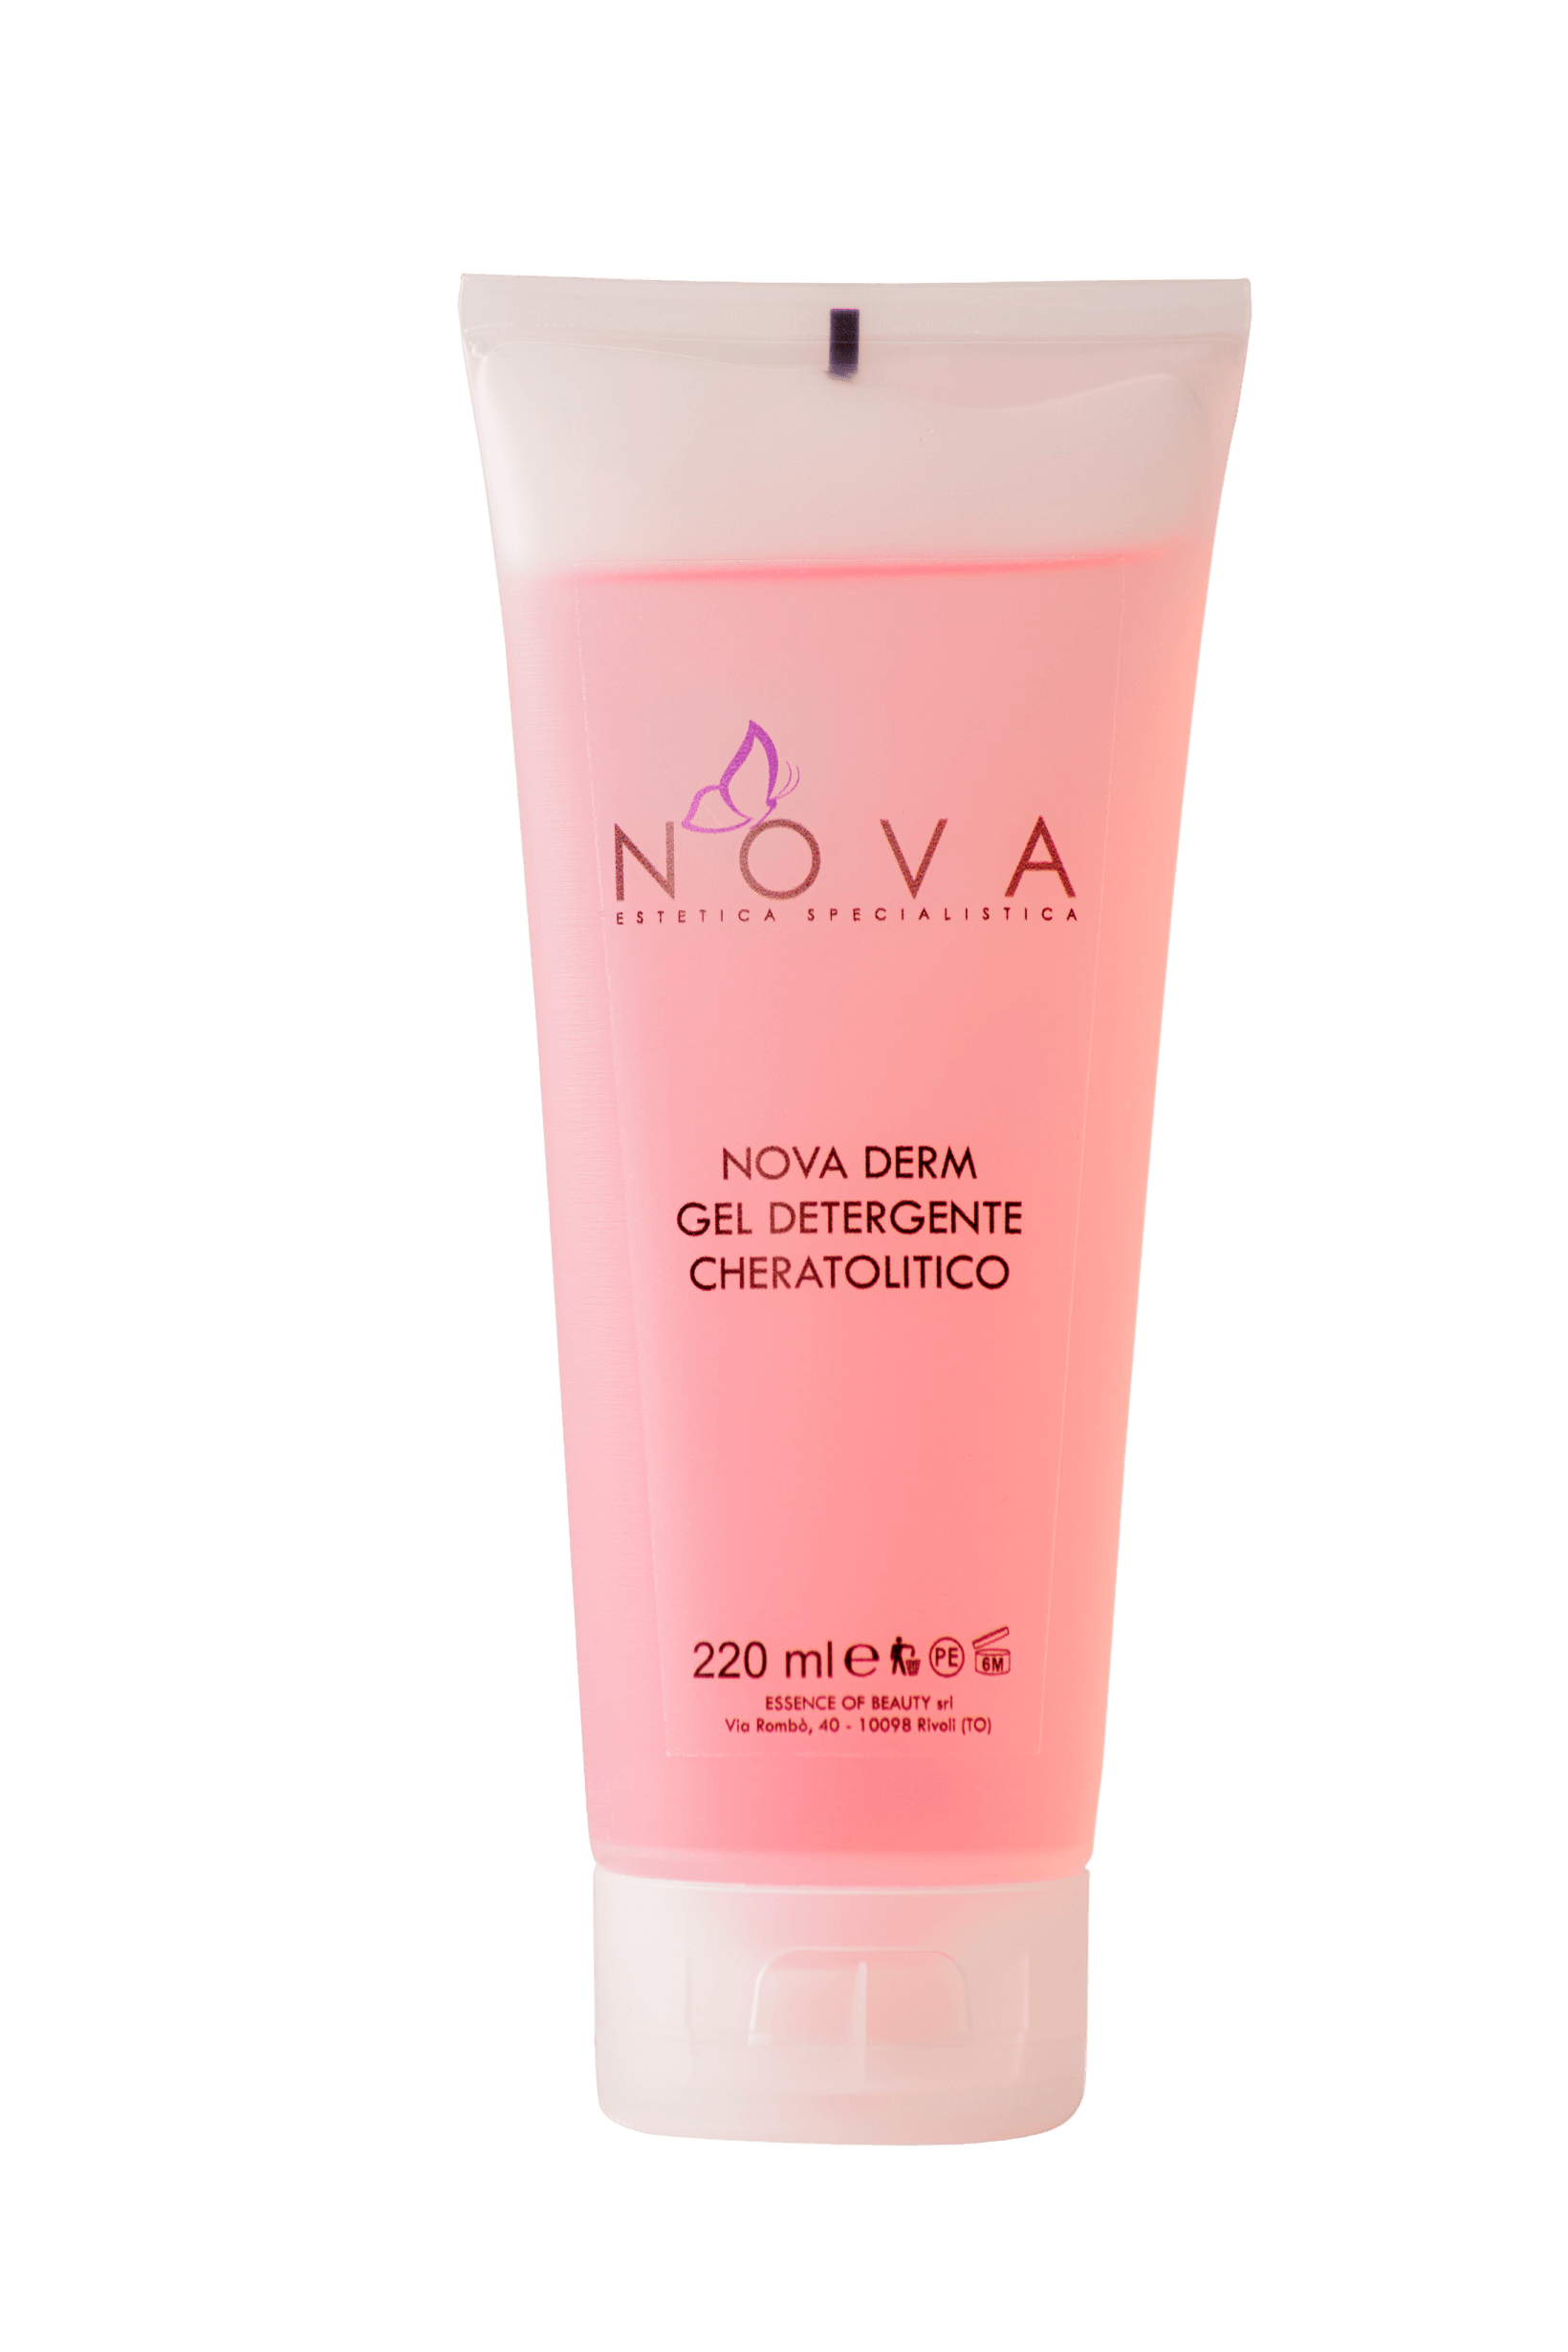 NOVA
ESTETICA SPECIALISTICA
NOVA DERM
GEL DETERGENTE
CHERATOLITICO
220 ml e PE 6M
ESSENCE OF BEAUTY srl
Via Rombò, 40 - 10098 Rivoli (TO)